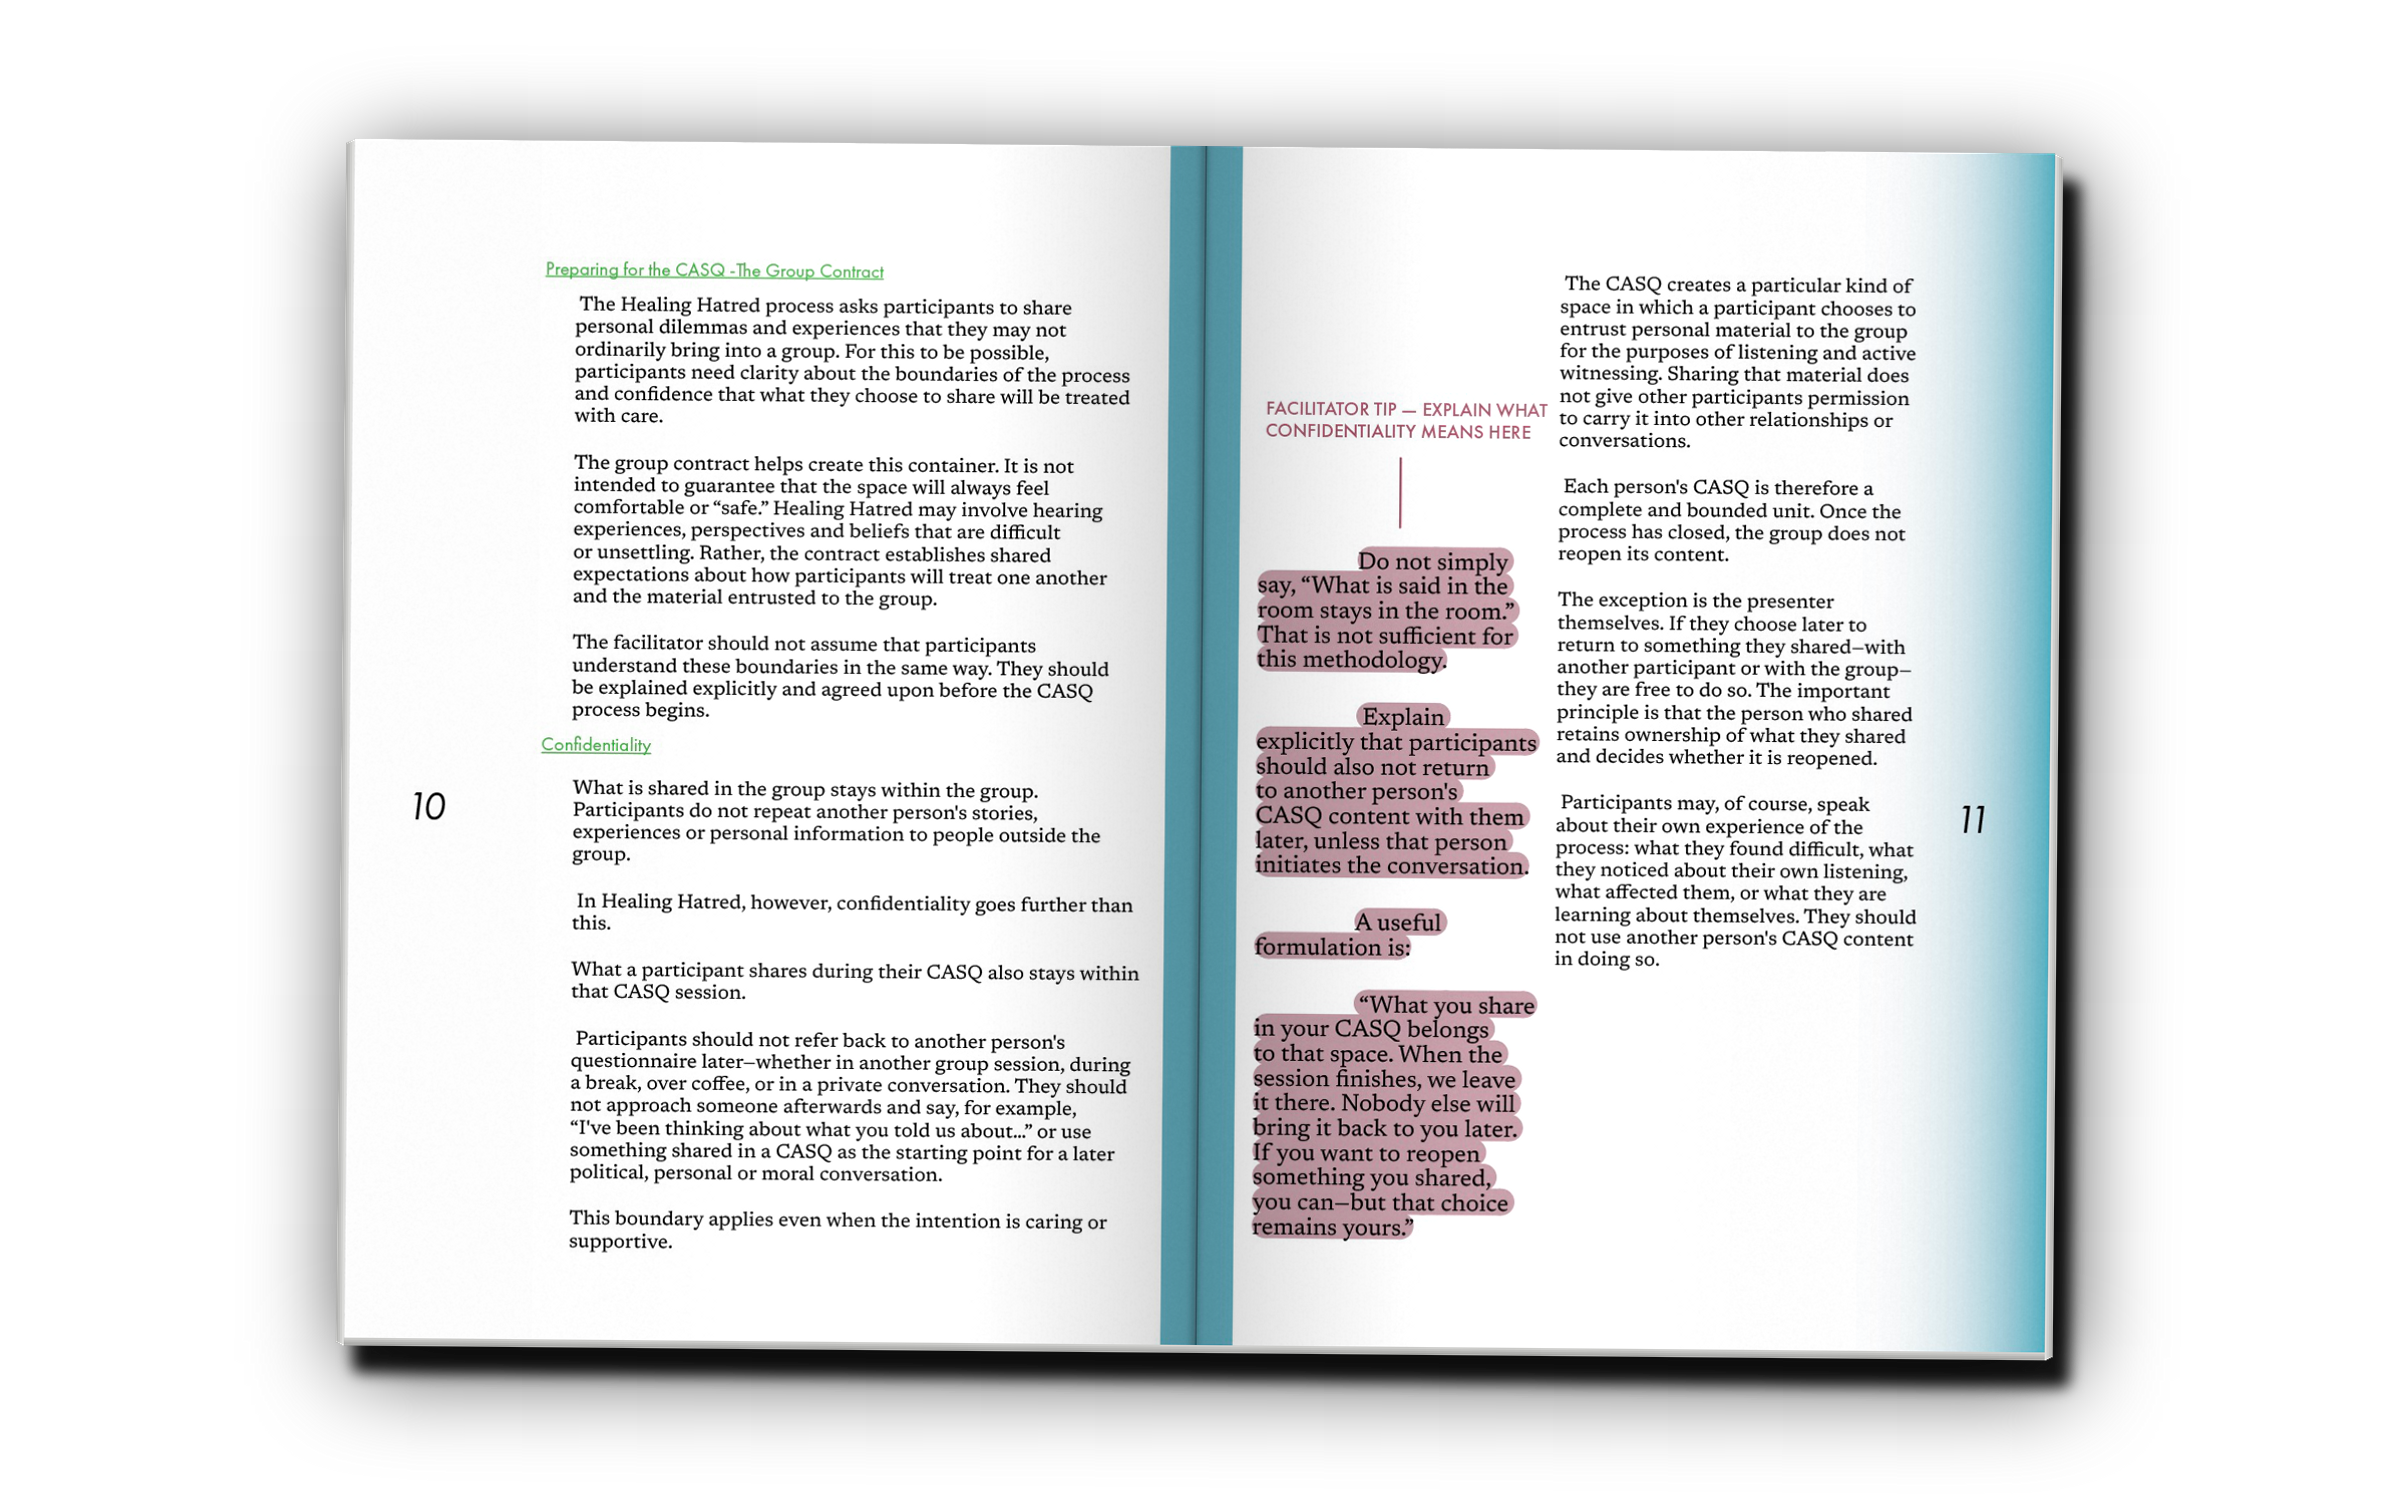 Preparing for the CASQ -The Group Contract
The Healing Hatred process asks participants to share
personal dilemmas and experiences that they may not
ordinarily bring into a group. For this to be possible,
participants need clarity about the boundaries of the process
and confidence that what they choose to share will be treated
with care.
The group contract helps create this container. It is not
intended to guarantee that the space will always feel
comfortable or “safe.” Healing Hatred may involve hearing
experiences, perspectives and beliefs that are difficult
or unsettling. Rather, the contract establishes shared
expectations about how participants will treat one another
and the material entrusted to the group.
The facilitator should not assume that participants
understand these boundaries in the same way. They should
be explained explicitly and agreed upon before the CASQ
process begins.
Confidentiality
What is shared in the group stays within the group.
Participants do not repeat another person's stories,
experiences or personal information to people outside the
group.
In Healing Hatred, however, confidentiality goes further than
this.
What a participant shares during their CASQ also stays within
that CASQ session.
Participants should not refer back to another person's
questionnaire later—whether in another group session, during
a break, over coffee, or in a private conversation. They should
not approach someone afterwards and say, for example,
“I've been thinking about what you told us about...” or use
something shared in a CASQ as the starting point for a later
political, personal or moral conversation.
This boundary applies even when the intention is caring or
supportive.
10
FACILITATOR TIP — EXPLAIN WHAT
CONFIDENTIALITY MEANS HERE
Do not simply
say, “What is said in the
room stays in the room.”
That is not sufficient for
this methodology.
Explain
explicitly that participants
should also not return
to another person's
CASQ content with them
later, unless that person
initiates the conversation.
A useful
formulation is:
“What you share
in your CASQ belongs
to that space. When the
session finishes, we leave
it there. Nobody else will
bring it back to you later.
If you want to reopen
something you shared,
you can—but that choice
remains yours.”
The CASQ creates a particular kind of
space in which a participant chooses to
entrust personal material to the group
for the purposes of listening and active
witnessing. Sharing that material does
not give other participants permission
to carry it into other relationships or
conversations.
Each person's CASQ is therefore a
complete and bounded unit. Once the
process has closed, the group does not
reopen its content.
The exception is the presenter
themselves. If they choose later to
return to something they shared—with
another participant or with the group—
they are free to do so. The important
principle is that the person who shared
retains ownership of what they shared
and decides whether it is reopened.
Participants may, of course, speak
about their own experience of the
process: what they found difficult, what
they noticed about their own listening,
what affected them, or what they are
learning about themselves. They should
not use another person's CASQ content
in doing so.
11